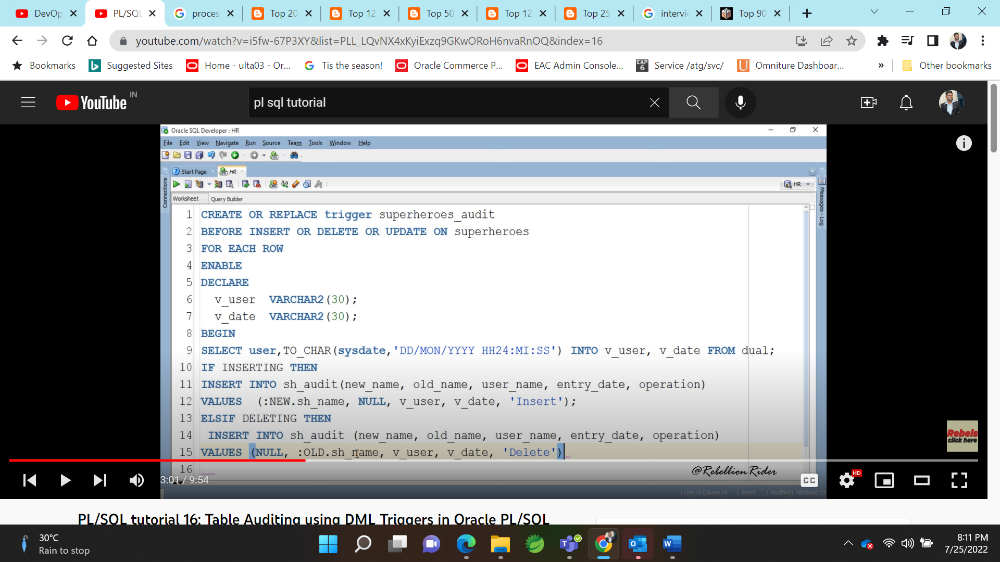 DevOp
PL/SQL
proces
Top 20
Top 12
Top 50
Top 12
Top 25
intervi
Top 90
youtube.com/watch?v=i5fw-67P3XY&list=PLL_LQvNX4xKyiExzq9GKwORoH6nvaRnOQ&index=16
Bookmarks
Suggested Sites
Home - ulta03 - Or...
Tis the season!
Oracle Commerce P...
EAC Admin Console...
EAP 6
Service /atg/svc/
Omniture Dashboar...
»
Other bookmarks
YouTube IN
pl sql tutorial
Oracle SQL Developer : HR
File Edit View Navigate Run Source Team Tools Window Help
Start Page
HR
HR
Connections
Messages - Log
Worksheet Query Builder
1 CREATE OR REPLACE trigger superheroes_audit
2 BEFORE INSERT OR DELETE OR UPDATE ON superheroes
3 FOR EACH ROW
4 ENABLE
5 DECLARE
6 v_user VARCHAR2(30);
7 v_date VARCHAR2(30);
8 BEGIN
9 SELECT user,TO_CHAR(sysdate,'DD/MON/YYYY HH24:MI:SS') INTO v_user, v_date FROM dual;
10 IF INSERTING THEN
11 INSERT INTO sh_audit(new_name, old_name, user_name, entry_date, operation)
12 VALUES (:NEW.sh_name, NULL, v_user, v_date, 'Insert');
13 ELSIF DELETING THEN
14 INSERT INTO sh_audit (new_name, old_name, user_name, entry_date, operation)
15 VALUES (NULL, :OLD.sh_name, v_user, v_date, 'Delete')
16
Rebels
click here
@Rebellion Rider
3:01 / 9:54
CC
HD
Line 15 Column 54 | Insert | Modified | Windows: C
PL/SQL tutorial 16: Table Auditing using DML Triggers in Oracle PL/SQL
30°C
Rain to stop
8:11 PM
7/25/2022